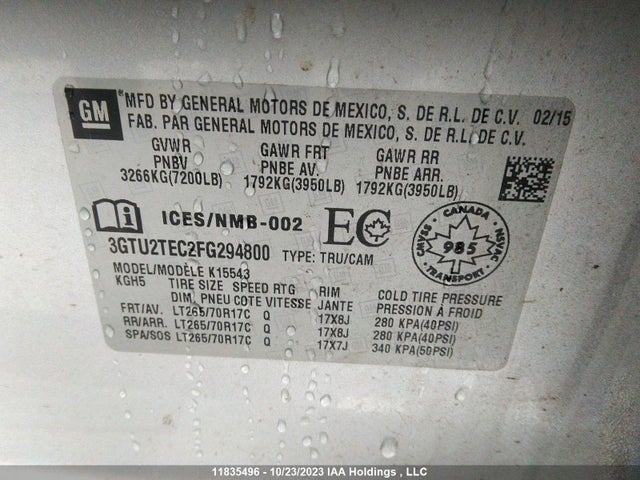 GM
MFD BY GENERAL MOTORS DE MEXICO, S. DE R.L. DE C.V. 02/15
FAB. PAR GENERAL MOTORS DE MEXICO, S. DE R.L. DE C.V.
GVWR GAWR FRT GAWR RR
PNBV PNBE AV. PNBE ARR.
3266KG(7200LB) 1792KG(3950LB) 1792KG(3950LB)
ICES/NMB-002 EC
CANADA
CMVSS 985 NSVAC
TRANSPORT
3GTU2TEC2FG294800 TYPE: TRU/CAM
MODEL/MODÈLE K15543
KGH5 TIRE SIZE SPEED RTG RIM COLD TIRE PRESSURE
DIM. PNEU COTE VITESSE JANTE PRESSION À FROID
FRT/AV. LT265/70R17C Q 17X8J 280 KPA(40PSI)
RR/ARR. LT265/70R17C Q 17X8J 280 KPA(40PSI)
SPA/SOS LT265/70R17C Q 17X7J 340 KPA(50PSI)
11835496 - 10/23/2023 IAA Holdings , LLC